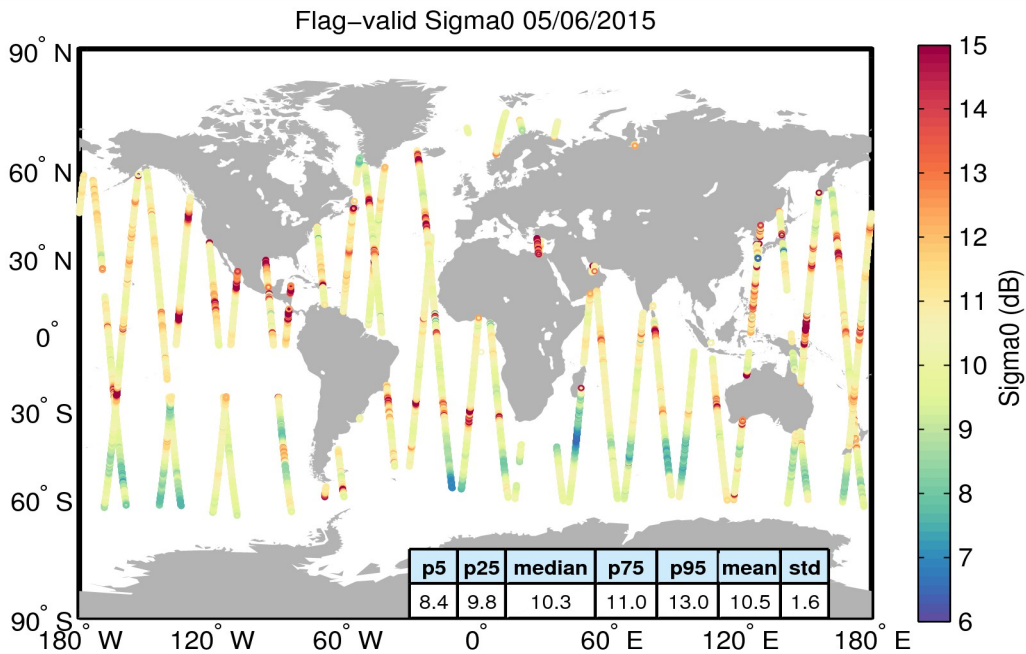 Flag−valid Sigma0 05/06/2015
90° N
60° N
30° N
0°
30° S
60° S
90° S
180° W
120° W
60° W
0°
60° E
120° E
180° E
p5 p25 median p75 p95 mean std
8.4 9.8 10.3 11.0 13.0 10.5 1.6
15
14
13
12
11
10
9
8
7
6
Sigma0 (dB)